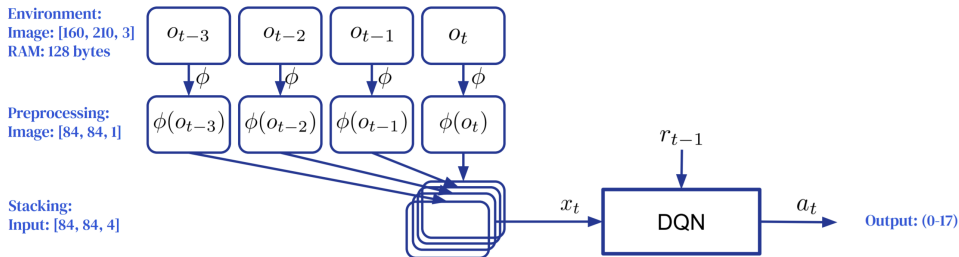 Environment:
Image: [160, 210, 3]
RAM: 128 bytes
o_{t−3} o_{t−2} o_{t−1} o_t
ϕ ϕ ϕ ϕ
Preprocessing:
Image: [84, 84, 1]
ϕ(o_{t−3}) ϕ(o_{t−2}) ϕ(o_{t−1}) ϕ(o_t)
r_{t−1}
Stacking:
Input: [84, 84, 4]
x_t DQN a_t Output: (0-17)